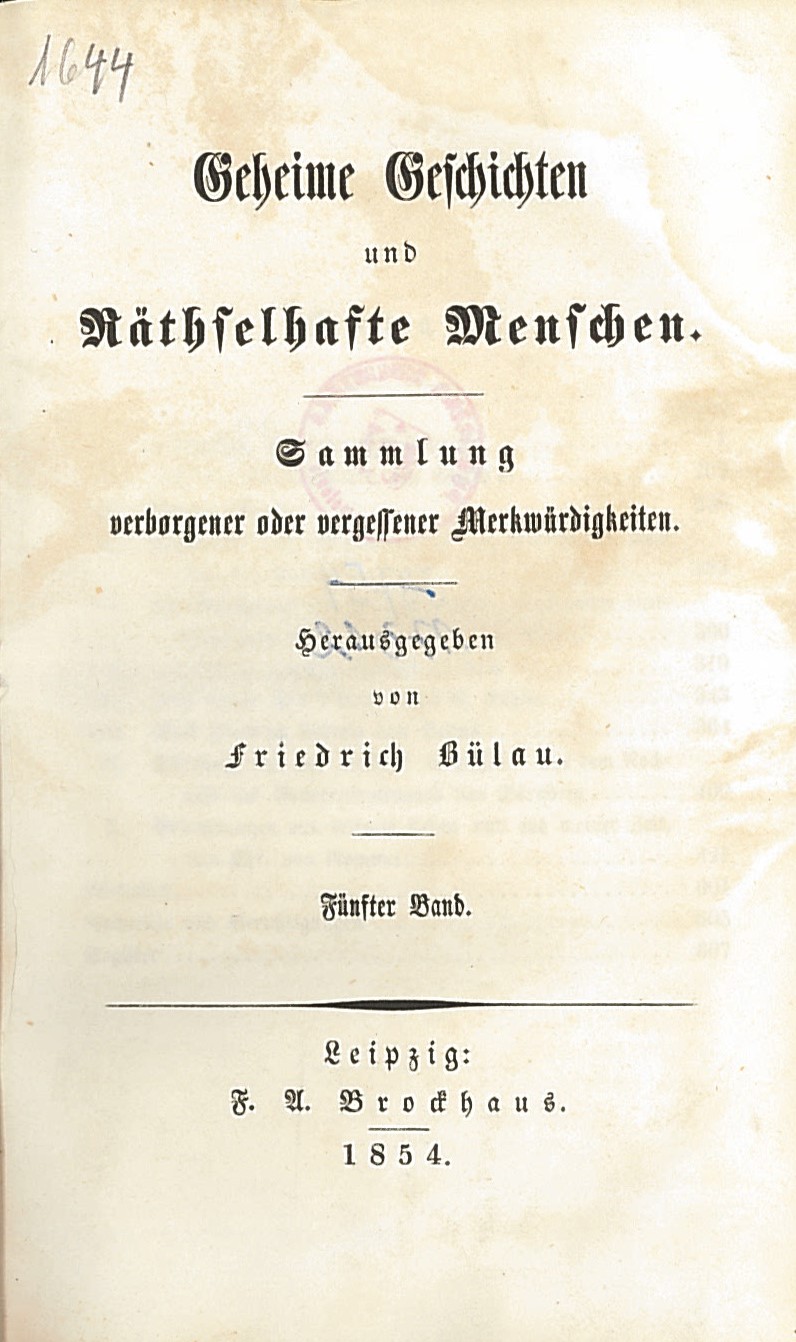 1644
Geheime Geschichten
und
Räthselhafte Menschen.
Sammlung
verborgener oder vergessener Merkwürdigkeiten.
Herausgegeben
von
Friedrich Bülau.
Fünfter Band.
Leipzig:
F. A. Brockhaus.
1854.